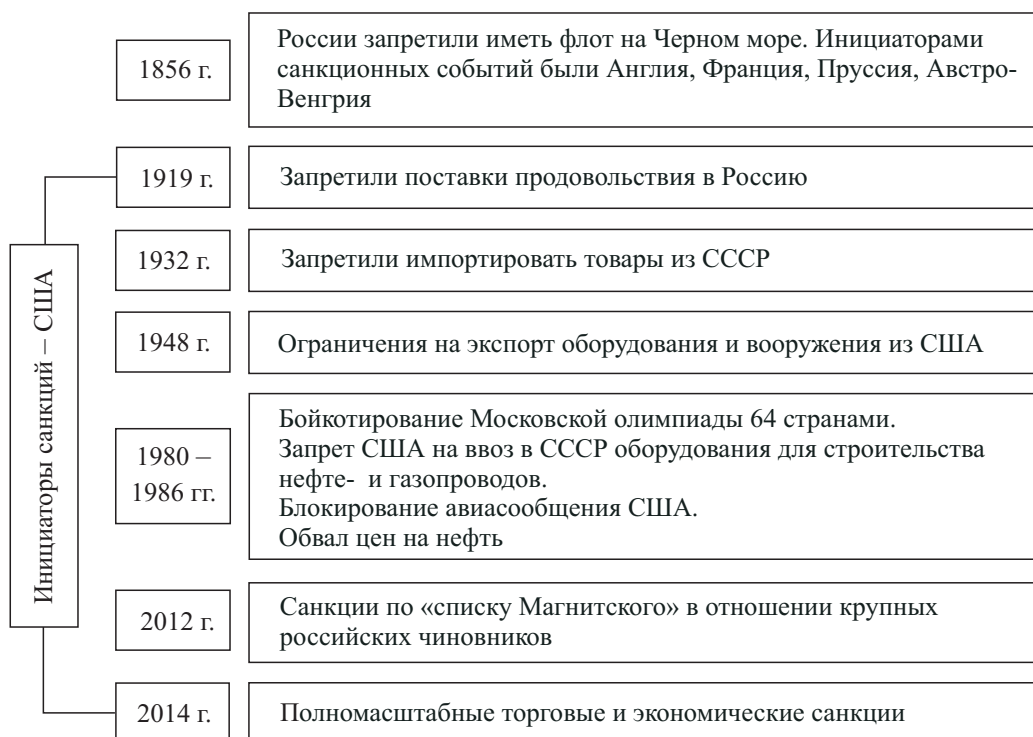 1856 г.
России запретили иметь флот на Черном море. Инициаторами
санкционных событий были Англия, Франция, Пруссия, Австро-
Венгрия
Инициаторы санкций – США
1919 г.
Запретили поставки продовольствия в Россию
1932 г.
Запретили импортировать товары из СССР
1948 г.
Ограничения на экспорт оборудования и вооружения из США
1980 –
1986 гг.
Бойкотирование Московской олимпиады 64 странами.
Запрет США на ввоз в СССР оборудования для строительства
нефте- и газопроводов.
Блокирование авиасообщения США.
Обвал цен на нефть
2012 г.
Санкции по «списку Магнитского» в отношении крупных
российских чиновников
2014 г.
Полномасштабные торговые и экономические санкции